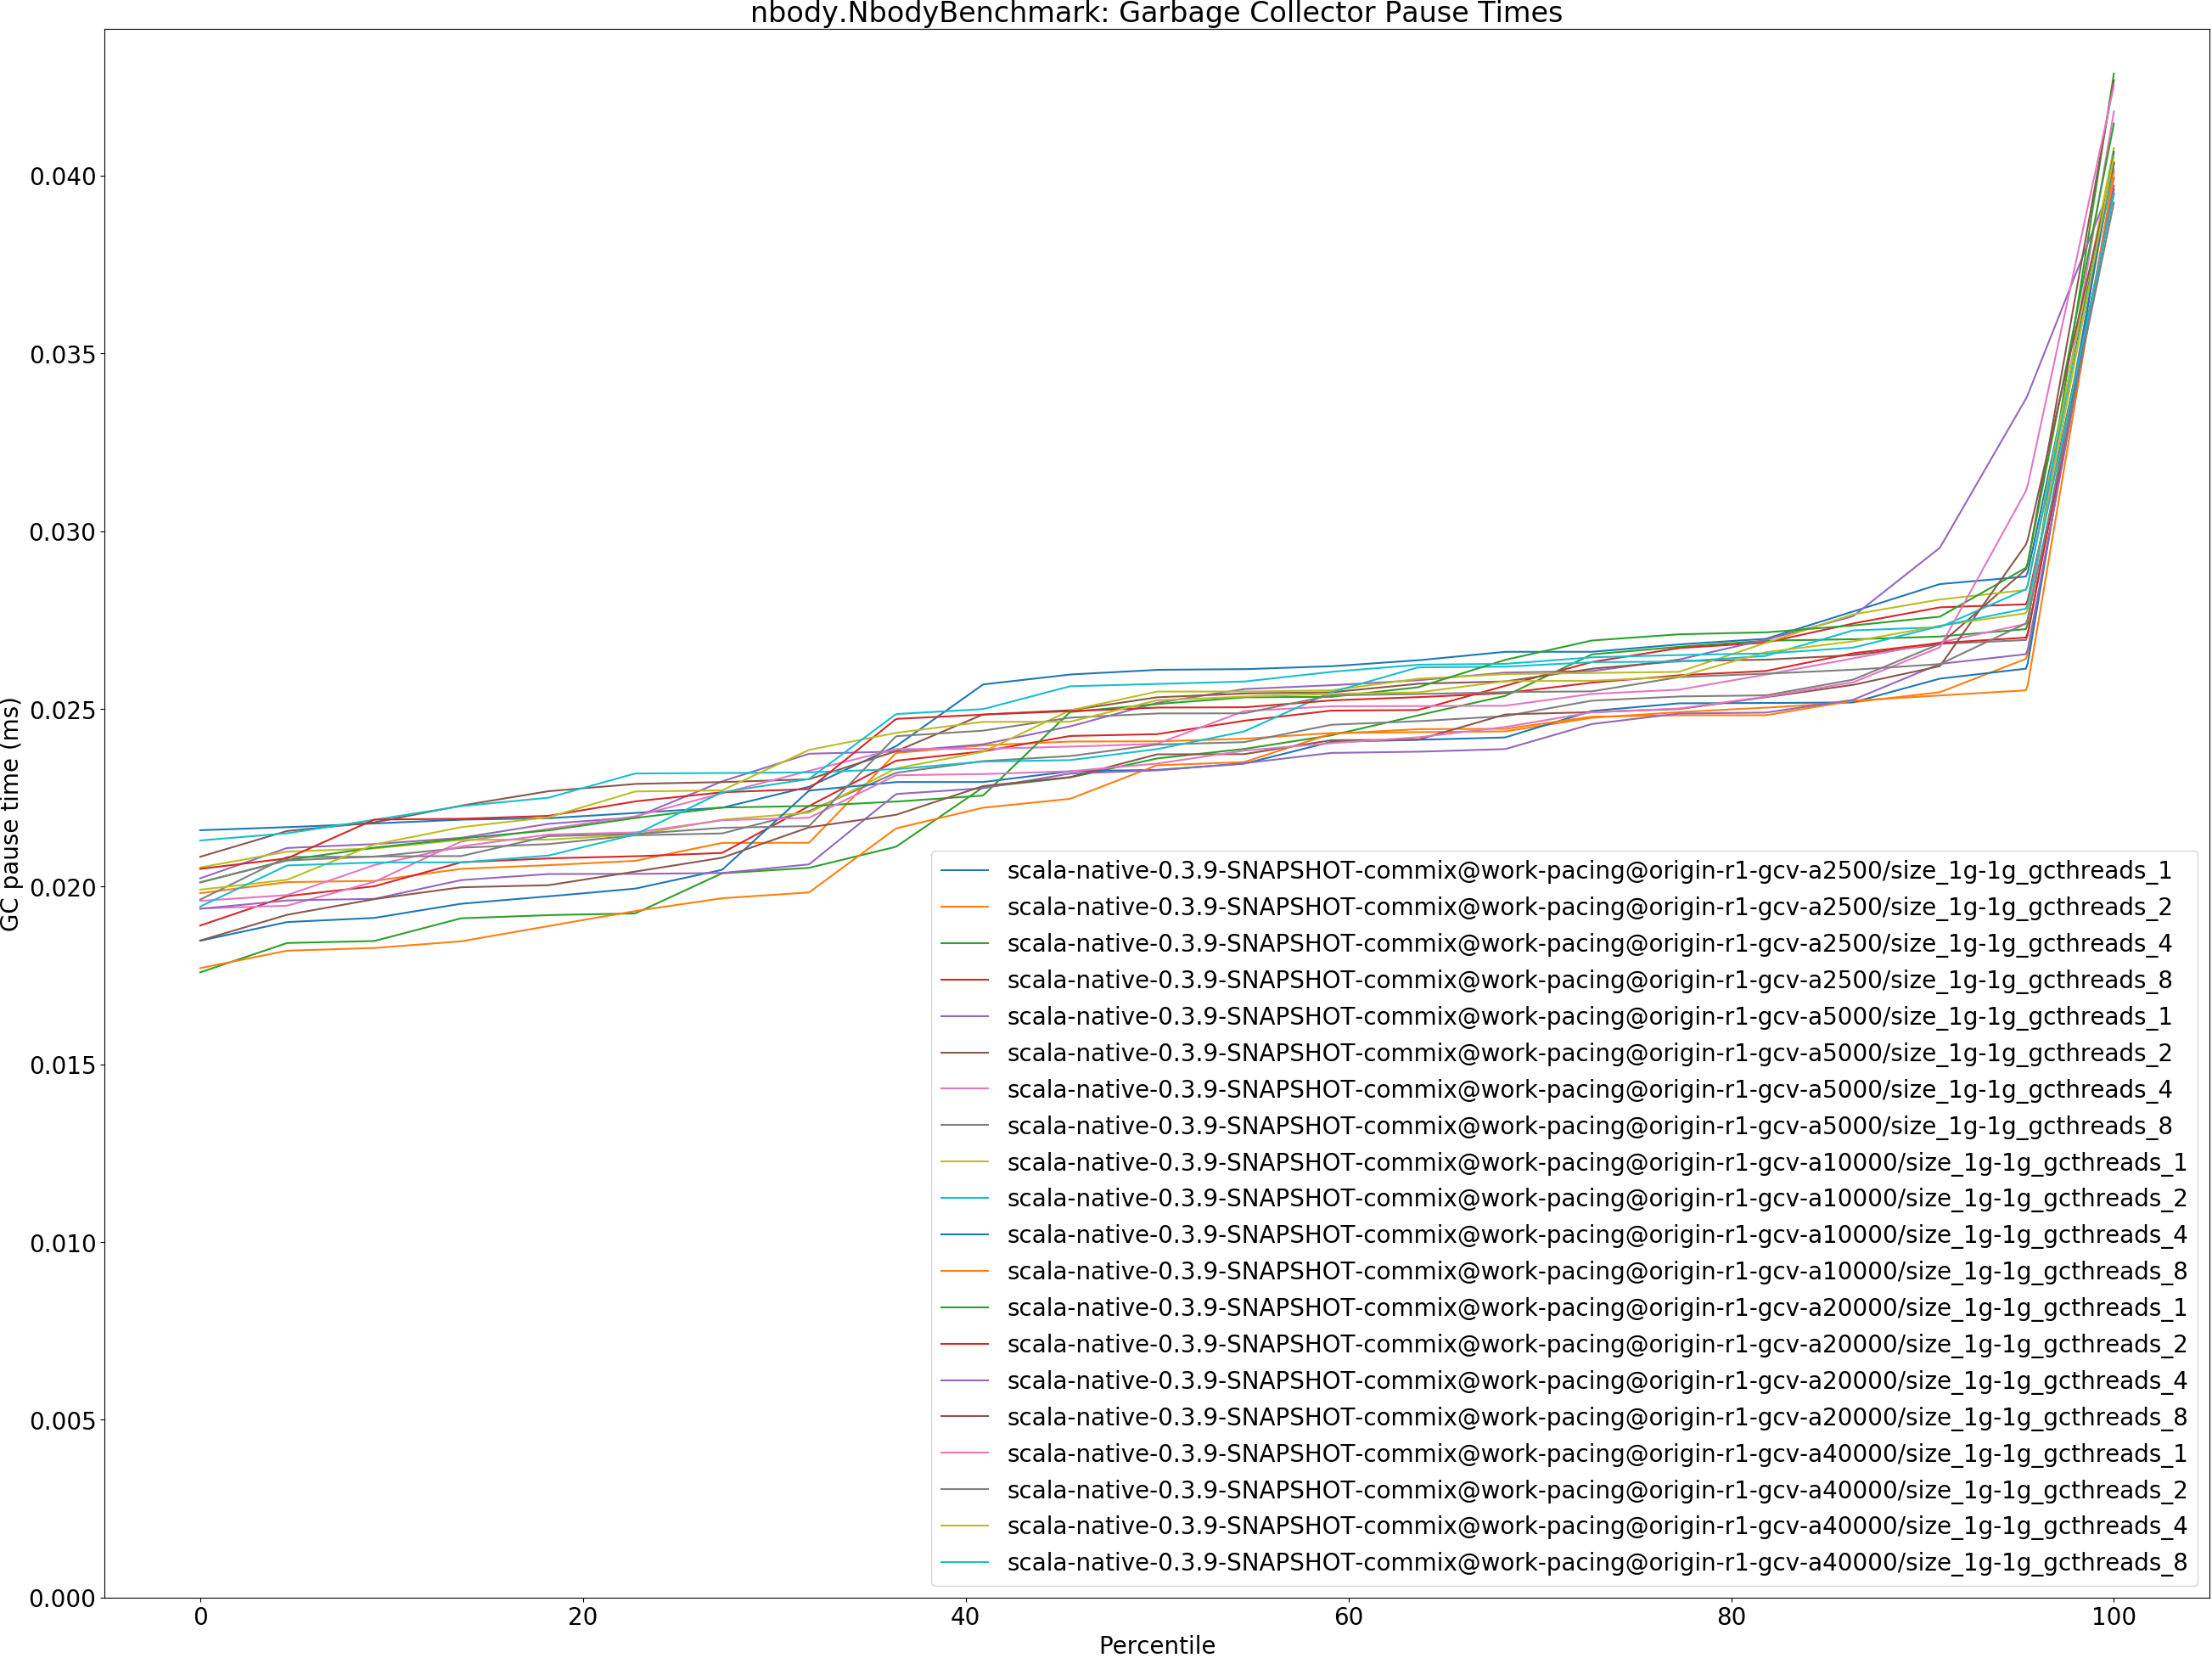 nbody.NbodyBenchmark: Garbage Collector Pause Times
GC pause time (ms)
0.040
0.035
0.030
0.025
0.020
0.015
0.010
0.005
0.000
scala-native-0.3.9-SNAPSHOT-commix@work-pacing@origin-r1-gcv-a2500/size_1g-1g_gcthreads_1
scala-native-0.3.9-SNAPSHOT-commix@work-pacing@origin-r1-gcv-a2500/size_1g-1g_gcthreads_2
scala-native-0.3.9-SNAPSHOT-commix@work-pacing@origin-r1-gcv-a2500/size_1g-1g_gcthreads_4
scala-native-0.3.9-SNAPSHOT-commix@work-pacing@origin-r1-gcv-a2500/size_1g-1g_gcthreads_8
scala-native-0.3.9-SNAPSHOT-commix@work-pacing@origin-r1-gcv-a5000/size_1g-1g_gcthreads_1
scala-native-0.3.9-SNAPSHOT-commix@work-pacing@origin-r1-gcv-a5000/size_1g-1g_gcthreads_2
scala-native-0.3.9-SNAPSHOT-commix@work-pacing@origin-r1-gcv-a5000/size_1g-1g_gcthreads_4
scala-native-0.3.9-SNAPSHOT-commix@work-pacing@origin-r1-gcv-a5000/size_1g-1g_gcthreads_8
scala-native-0.3.9-SNAPSHOT-commix@work-pacing@origin-r1-gcv-a10000/size_1g-1g_gcthreads_1
scala-native-0.3.9-SNAPSHOT-commix@work-pacing@origin-r1-gcv-a10000/size_1g-1g_gcthreads_2
scala-native-0.3.9-SNAPSHOT-commix@work-pacing@origin-r1-gcv-a10000/size_1g-1g_gcthreads_4
scala-native-0.3.9-SNAPSHOT-commix@work-pacing@origin-r1-gcv-a10000/size_1g-1g_gcthreads_8
scala-native-0.3.9-SNAPSHOT-commix@work-pacing@origin-r1-gcv-a20000/size_1g-1g_gcthreads_1
scala-native-0.3.9-SNAPSHOT-commix@work-pacing@origin-r1-gcv-a20000/size_1g-1g_gcthreads_2
scala-native-0.3.9-SNAPSHOT-commix@work-pacing@origin-r1-gcv-a20000/size_1g-1g_gcthreads_4
scala-native-0.3.9-SNAPSHOT-commix@work-pacing@origin-r1-gcv-a20000/size_1g-1g_gcthreads_8
scala-native-0.3.9-SNAPSHOT-commix@work-pacing@origin-r1-gcv-a40000/size_1g-1g_gcthreads_1
scala-native-0.3.9-SNAPSHOT-commix@work-pacing@origin-r1-gcv-a40000/size_1g-1g_gcthreads_2
scala-native-0.3.9-SNAPSHOT-commix@work-pacing@origin-r1-gcv-a40000/size_1g-1g_gcthreads_4
scala-native-0.3.9-SNAPSHOT-commix@work-pacing@origin-r1-gcv-a40000/size_1g-1g_gcthreads_8
0 20 40 60 80 100
Percentile